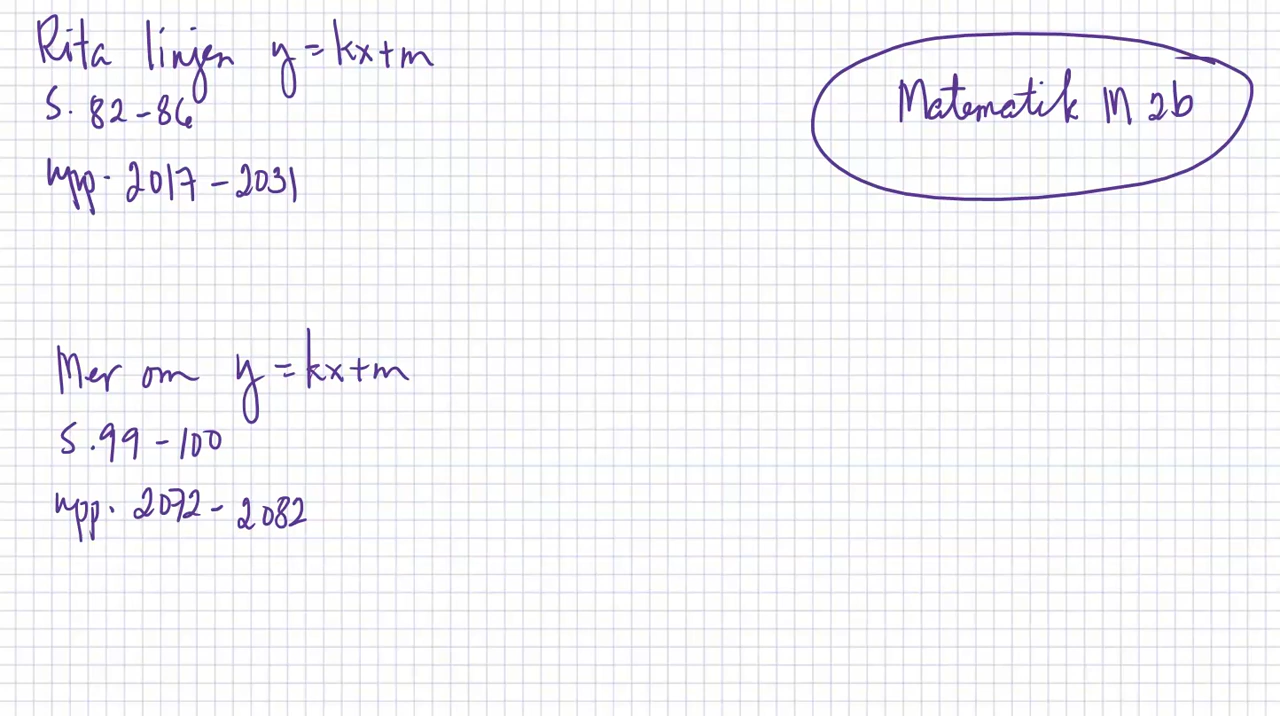 Rita linjen y = kx+m
S. 82-86
upp. 2017 - 2031
Matematik M 2b
Mer om y = kx+m
S. 99 - 100
upp. 2072 - 2082